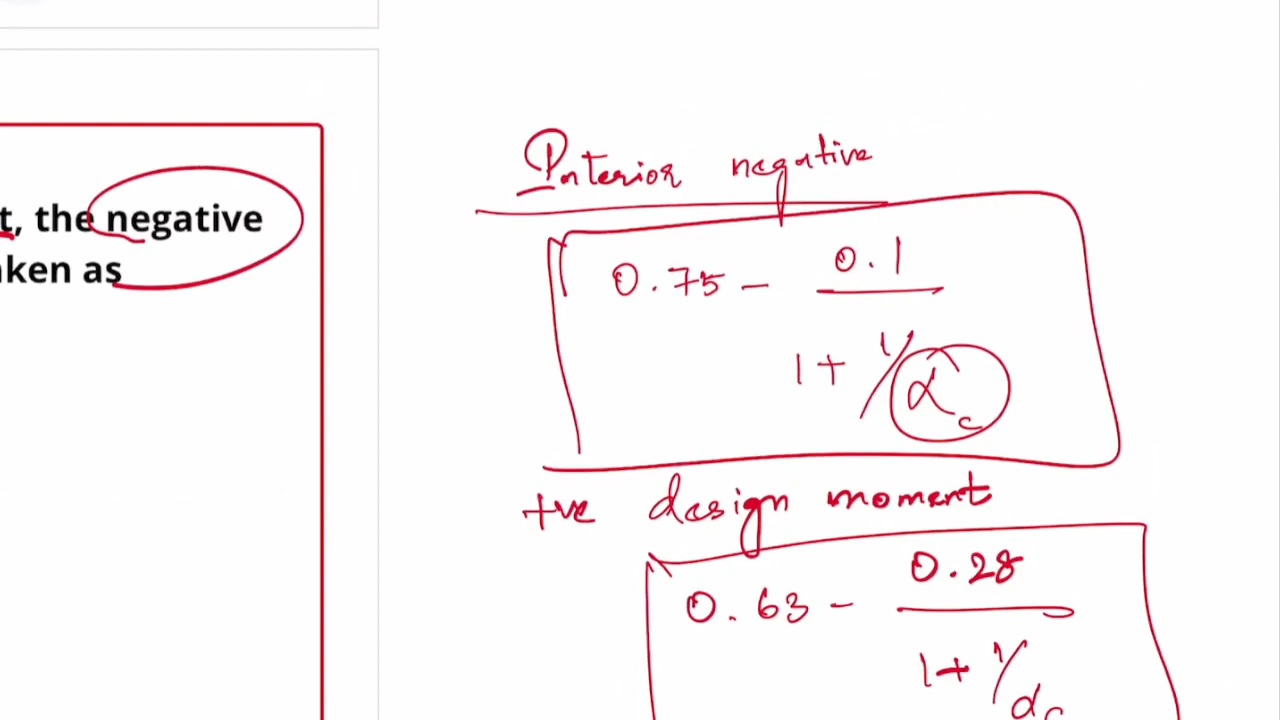 t, the negative
ken as
Interior negative
0.75 - 0.1
1 + 1/αc
+ve design moment
0.63 - 0.28
1 + 1/αc